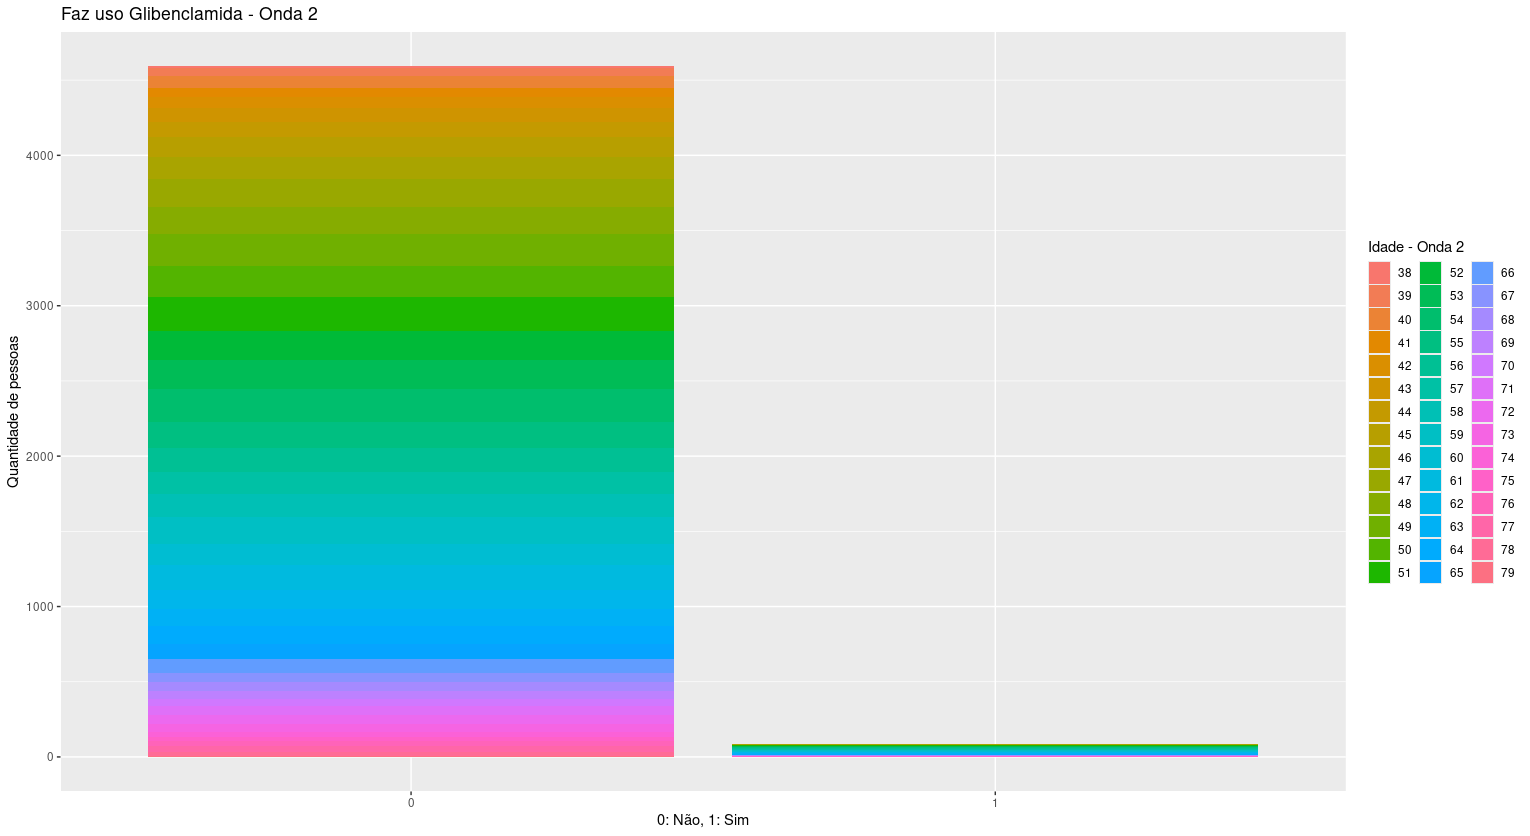 Faz uso Glibenclamida - Onda 2
Quantidade de pessoas
4000
3000
2000
1000
0
0
1
0: Não, 1: Sim
Idade - Onda 2
38 52 66
39 53 67
40 54 68
41 55 69
42 56 70
43 57 71
44 58 72
45 59 73
46 60 74
47 61 75
48 62 76
49 63 77
50 64 78
51 65 79